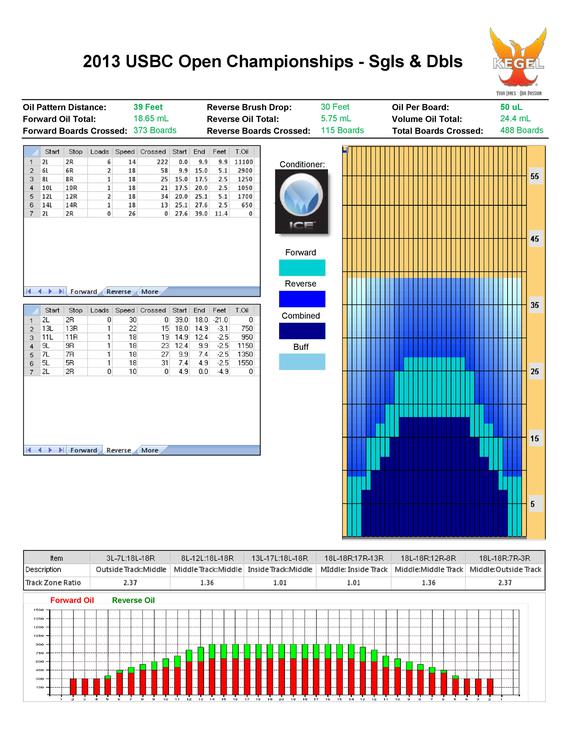 2013 USBC Open Championships - Sgls & Dbls
KEGEL
Oil Pattern Distance: 39 Feet Reverse Brush Drop: 30 Feet Oil Per Board: 50 uL
Forward Oil Total: 18.65 mL Reverse Oil Total: 5.75 mL Volume Oil Total: 24.4 mL
Forward Boards Crossed: 373 Boards Reverse Boards Crossed: 115 Boards Total Boards Crossed: 488 Boards
Start Stop Loads Speed Crossed Start End Feet T.Oil
1 2L 2R 6 14 222 0.0 9.9 9.9 11100
2 6L 6R 2 18 58 9.9 15.0 5.1 2900
3 8L 8R 1 18 25 15.0 17.5 2.5 1250
4 10L 10R 1 18 21 17.5 20.0 2.5 1050
5 12L 12R 2 18 34 20.0 25.1 5.1 1700
6 14L 14R 1 18 13 25.1 27.6 2.5 650
7 2L 2R 0 26 0 27.6 39.0 11.4 0
Forward Reverse More
Start Stop Loads Speed Crossed Start End Feet T.Oil
1 2L 2R 0 30 0 39.0 18.0 -21.0 0
2 13L 13R 1 22 15 18.0 14.9 -3.1 750
3 11L 11R 1 18 19 14.9 12.4 -2.5 950
4 9L 9R 1 18 23 12.4 9.9 -2.5 1150
5 7L 7R 1 18 27 9.9 7.4 -2.5 1350
6 5L 5R 1 18 31 7.4 4.9 -2.5 1550
7 2L 2R 0 10 0 4.9 0.0 -4.9 0
Forward Reverse More
Conditioner:
ICE
Forward
Reverse
Combined
Buff
55
45
35
25
15
5
Item 3L-7L:18L-18R 8L-12L:18L-18R 13L-17L:18L-18R 18L-18R:17R-13R 18L-18R:12R-8R 18L-18R:7R-3R
Description Outside Track:Middle Middle Track:Middle Inside Track:Middle Middle: Inside Track Middle:Middle Track Middle:Outside Track
Track Zone Ratio 2.37 1.36 1.01 1.01 1.36 2.37
Forward Oil Reverse Oil
1500
1350
1200
1050
900
750
600
450
300
150